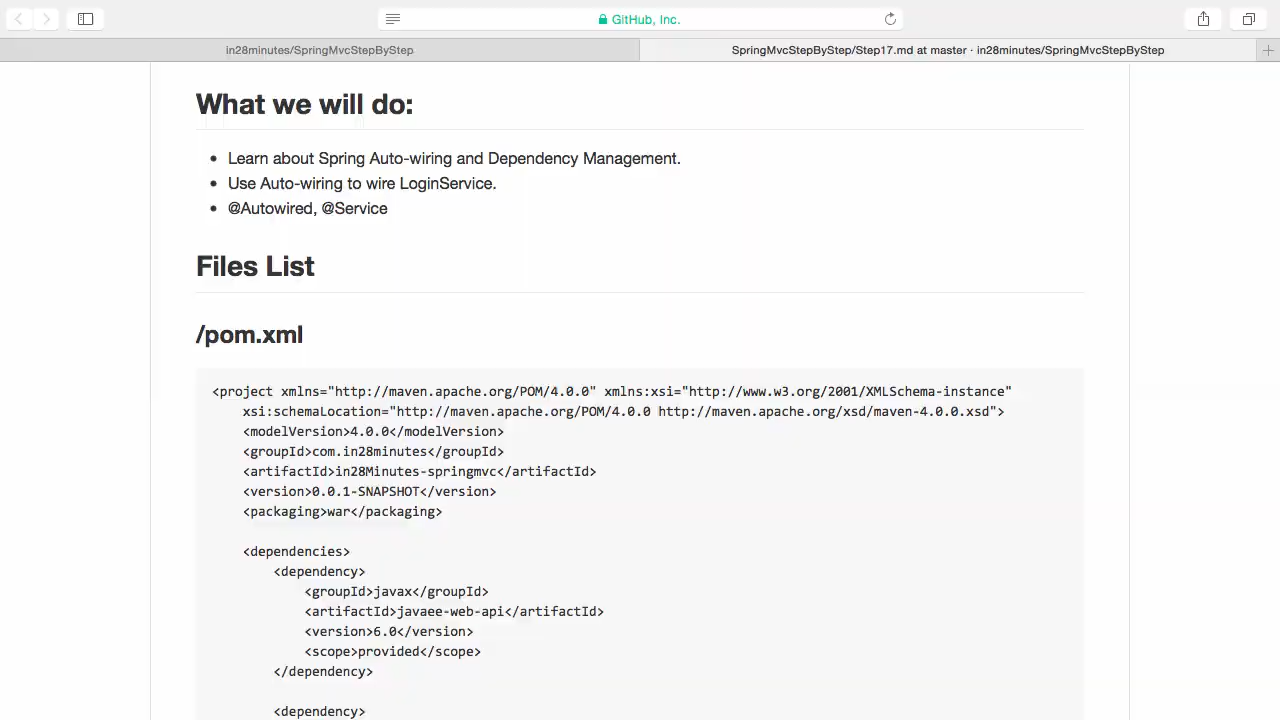 GitHub, Inc.
in28minutes/SpringMvcStepByStep
SpringMvcStepByStep/Step17.md at master · in28minutes/SpringMvcStepByStep
What we will do:
• Learn about Spring Auto-wiring and Dependency Management.
• Use Auto-wiring to wire LoginService.
• @Autowired, @Service
Files List
/pom.xml
<project xmlns="http://maven.apache.org/POM/4.0.0" xmlns:xsi="http://www.w3.org/2001/XMLSchema-instance"
    xsi:schemaLocation="http://maven.apache.org/POM/4.0.0 http://maven.apache.org/xsd/maven-4.0.0.xsd">
    <modelVersion>4.0.0</modelVersion>
    <groupId>com.in28minutes</groupId>
    <artifactId>in28Minutes-springmvc</artifactId>
    <version>0.0.1-SNAPSHOT</version>
    <packaging>war</packaging>
    <dependencies>
        <dependency>
            <groupId>javax</groupId>
            <artifactId>javaee-web-api</artifactId>
            <version>6.0</version>
            <scope>provided</scope>
        </dependency>
        <dependency>